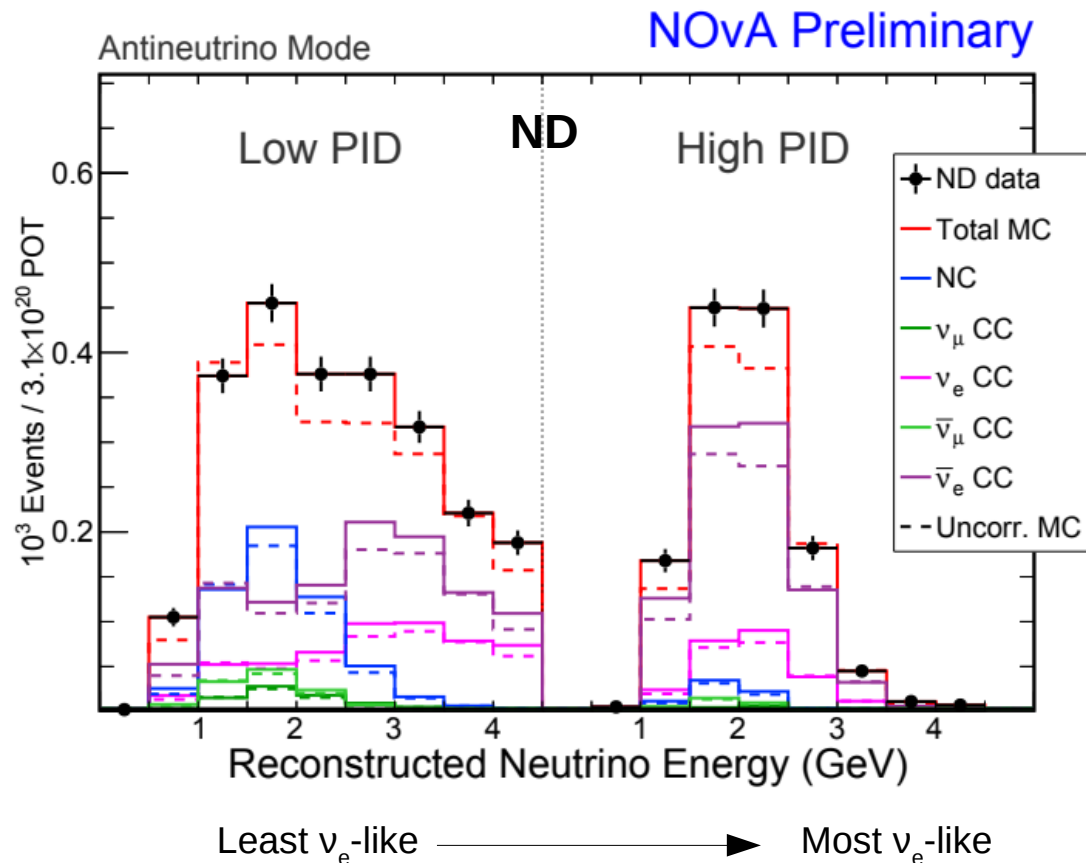 Antineutrino Mode
NOvA Preliminary
Low PID
ND
High PID
10³ Events / 3.1×10²⁰ POT
0.6
0.4
0.2
ND data
Total MC
NC
ν_μ CC
ν_e CC
ν̄_μ CC
ν̄_e CC
Uncorr. MC
1 2 3 4 1 2 3 4
Reconstructed Neutrino Energy (GeV)
Least ν_e-like Most ν_e-like